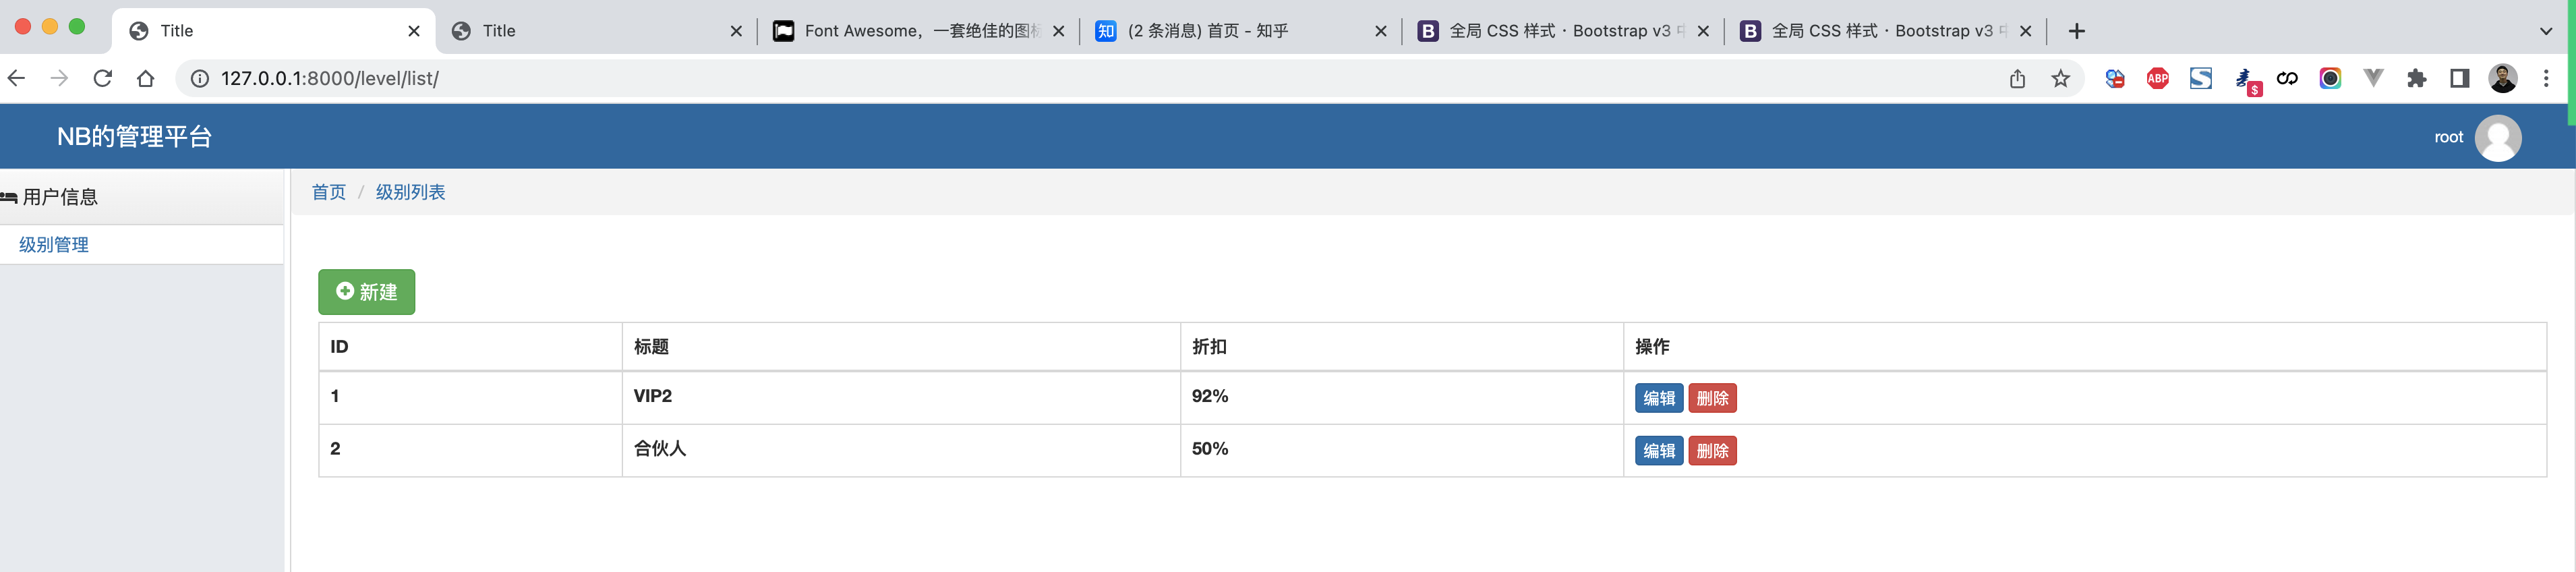 Title
Title
Font Awesome，一套绝佳的图标
知 (2 条消息) 首页 - 知乎
B 全局 CSS 样式 · Bootstrap v3 中
B 全局 CSS 样式 · Bootstrap v3 中
127.0.0.1:8000/level/list/
ABP
S
$
NB的管理平台
root
用户信息
首页 / 级别列表
级别管理
新建
ID 标题 折扣 操作
1 VIP2 92% 编辑 删除
2 合伙人 50% 编辑 删除